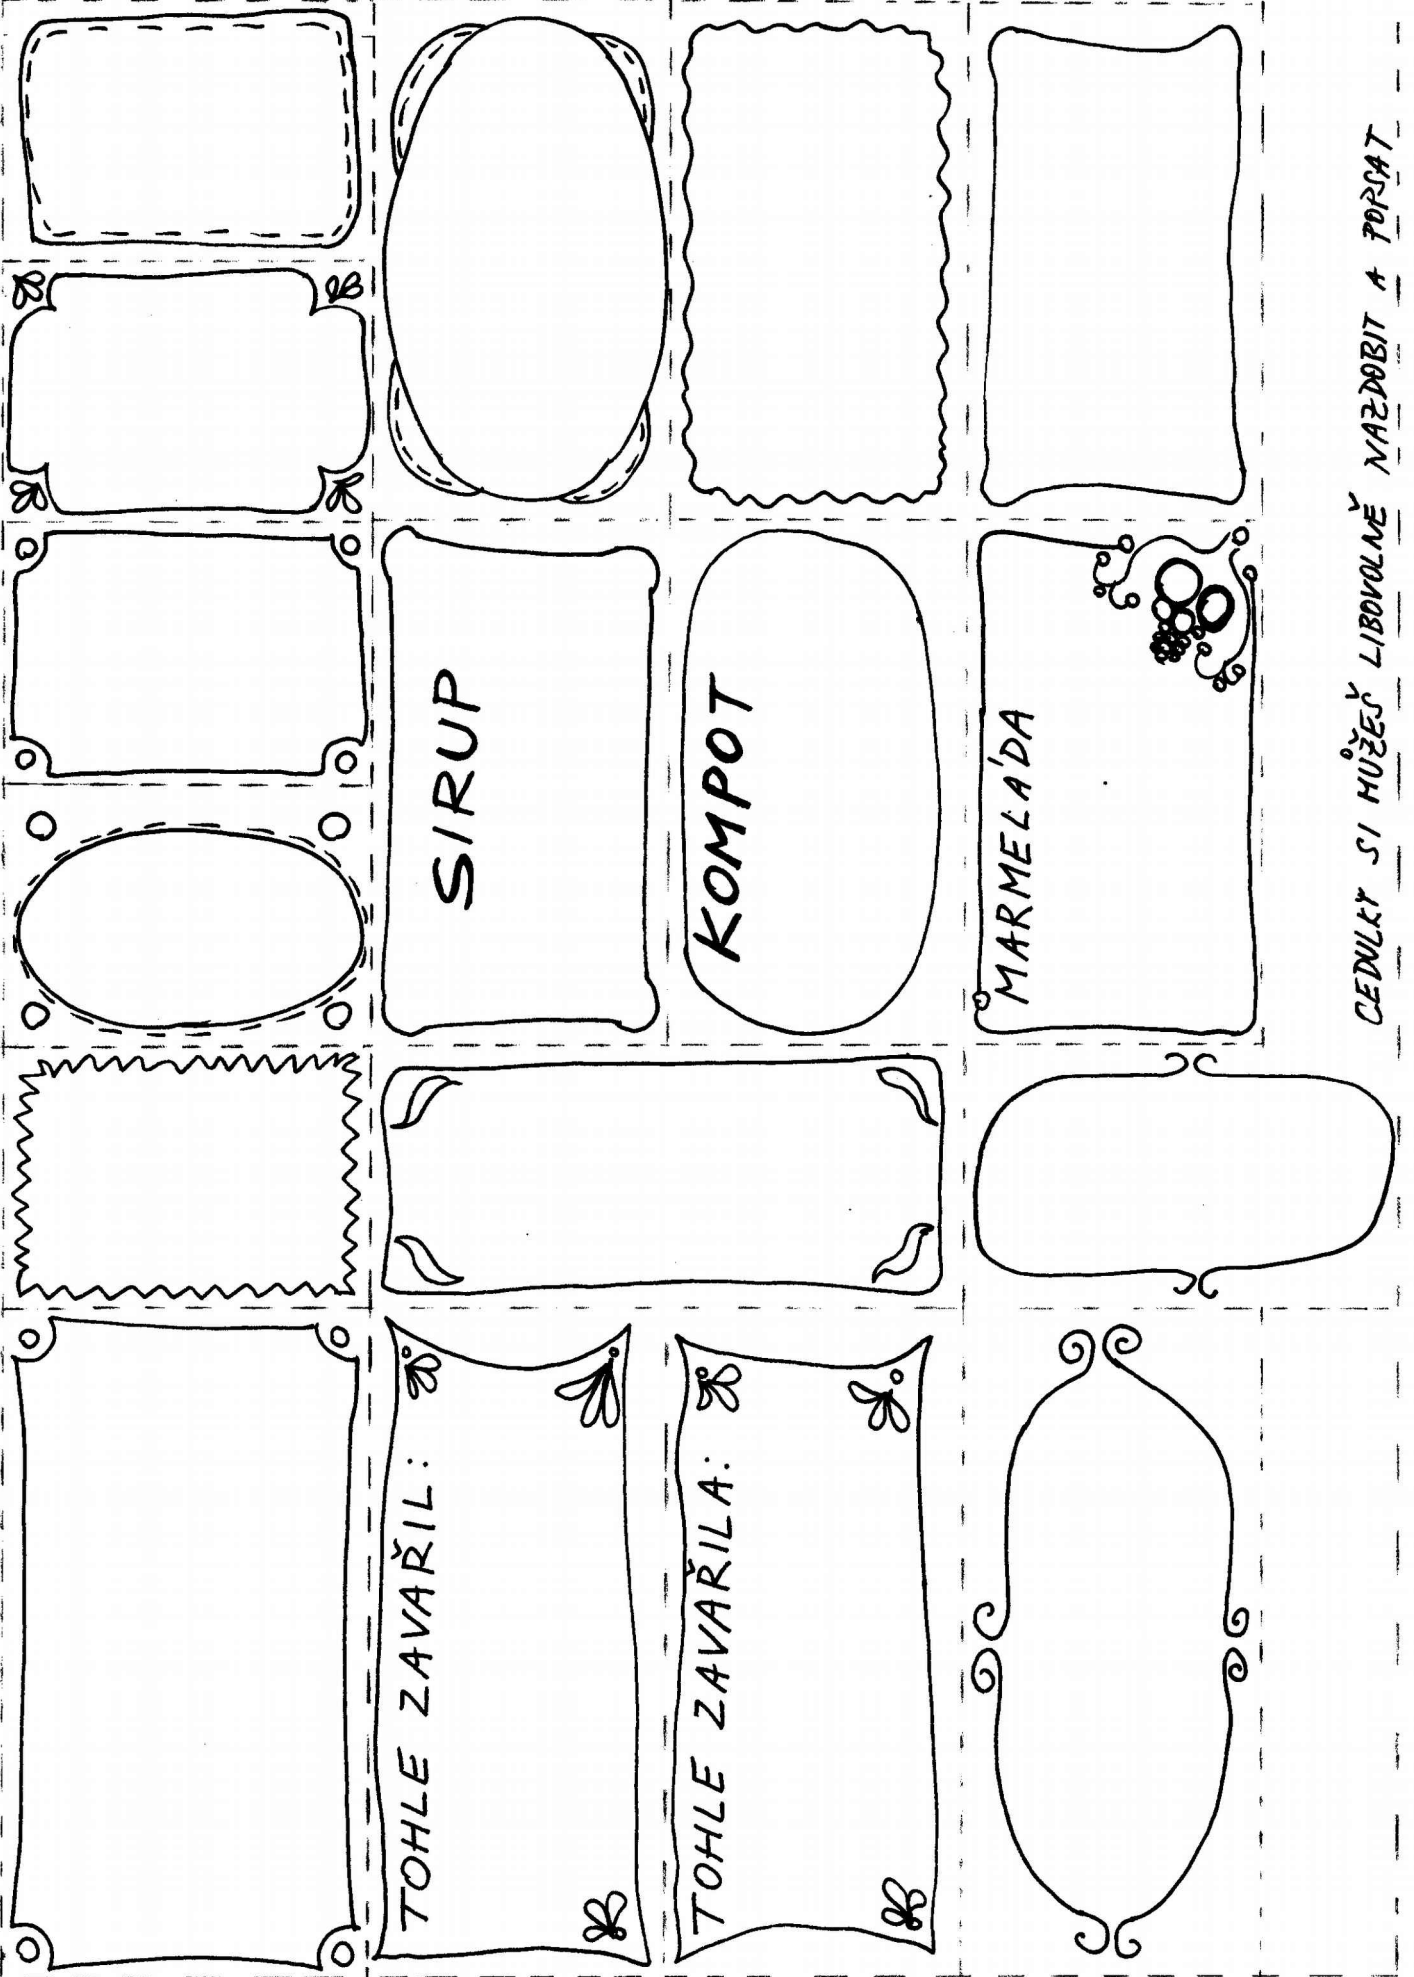 TOHLE ZAVAŘIL:
TOHLE ZAVAŘILA:
SIRUP
KOMPOT
MARMELÁDA
CEDULKY SI MŮŽEŠ LIBOVOLNĚ NAZDOBIT A POPSAT